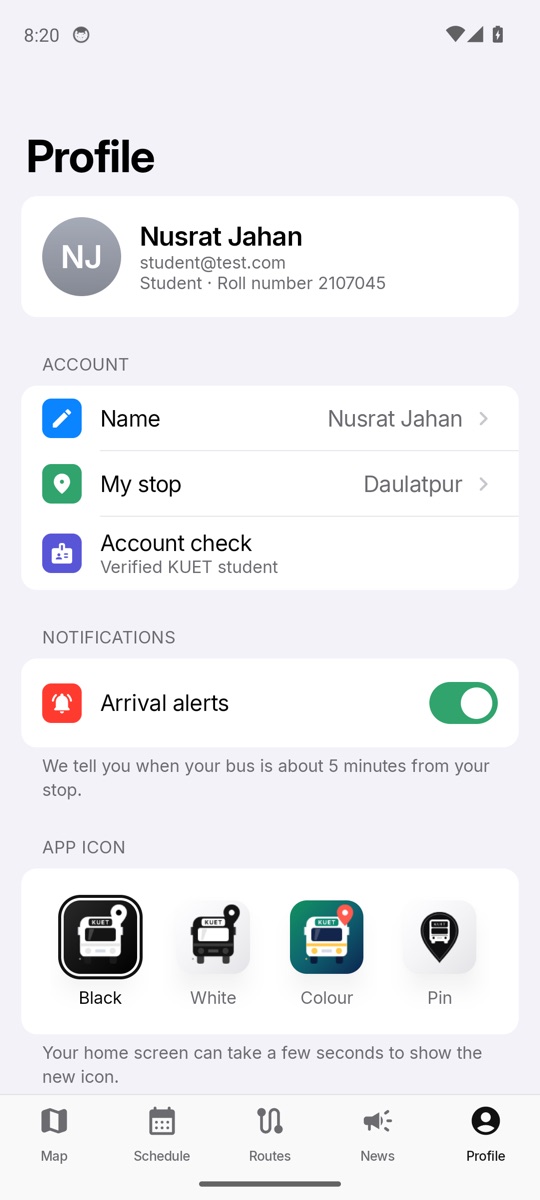 8:20
Profile
NJ
Nusrat Jahan
student@test.com
Student · Roll number 2107045
ACCOUNT
Name
Nusrat Jahan
My stop
Daulatpur
Account check
Verified KUET student
NOTIFICATIONS
Arrival alerts
We tell you when your bus is about 5 minutes from your
stop.
APP ICON
KUET
KUET
KUET
Black
White
Colour
Pin
Your home screen can take a few seconds to show the
new icon.
Map
Schedule
Routes
News
Profile